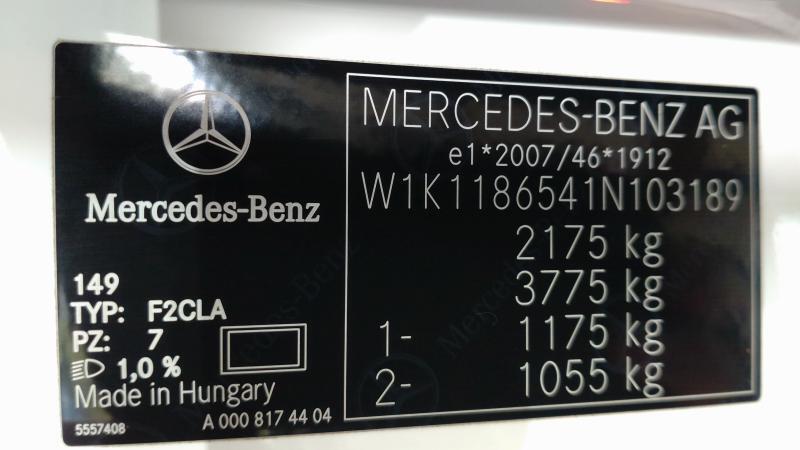 Mercedes-Benz
149
TYP: F2CLA
PZ: 7
1,0 %
Made in Hungary
5557408
A 000 817 44 04
MERCEDES-BENZ AG
e1*2007/46*1912
W1K1186541N103189
2175 kg
3775 kg
1- 1175 kg
2- 1055 kg